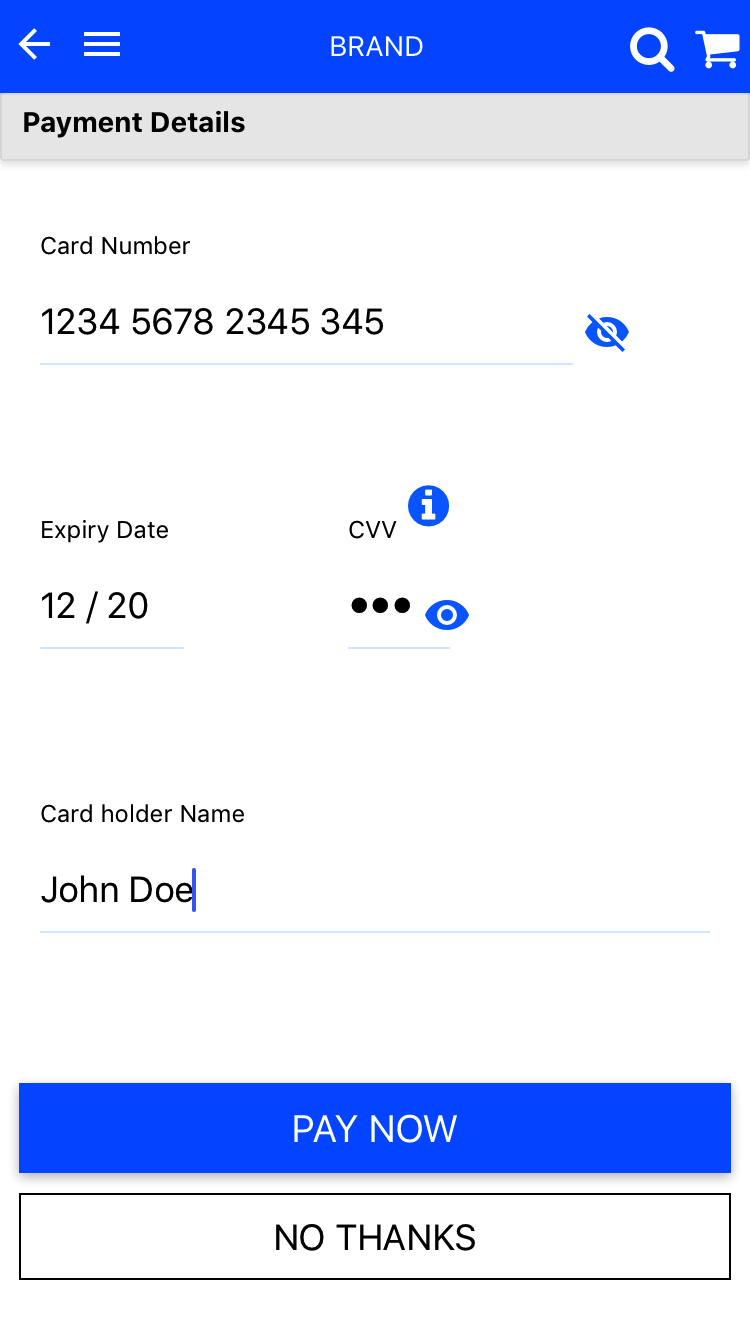 BRAND
Payment Details
Card Number
1234 5678 2345 345
Expiry Date
CVV
12 / 20
•••
Card holder Name
John Doe
PAY NOW
NO THANKS